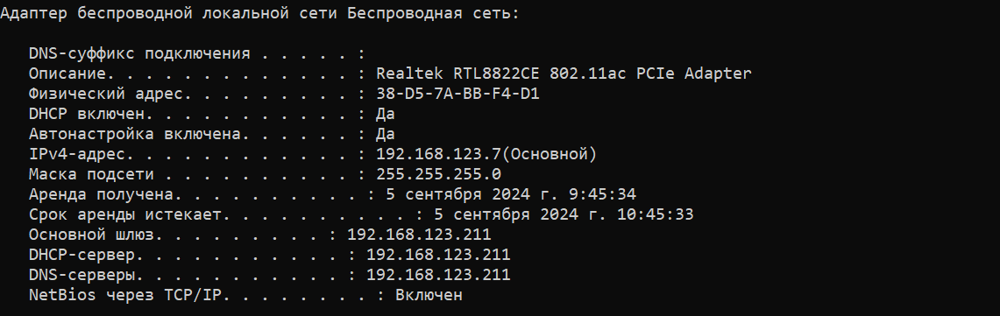 Адаптер беспроводной локальной сети Беспроводная сеть:
DNS-суффикс подключения . . . . . :
Описание. . . . . . . . . . . . . : Realtek RTL8822CE 802.11ac PCIe Adapter
Физический адрес. . . . . . . . . : 38-D5-7A-BB-F4-D1
DHCP включен. . . . . . . . . . . : Да
Автонастройка включена. . . . . . : Да
IPv4-адрес. . . . . . . . . . . . : 192.168.123.7(Основной)
Маска подсети . . . . . . . . . . : 255.255.255.0
Аренда получена. . . . . . . . . . : 5 сентября 2024 г. 9:45:34
Срок аренды истекает. . . . . . . . . . : 5 сентября 2024 г. 10:45:33
Основной шлюз. . . . . . . . . : 192.168.123.211
DHCP-сервер. . . . . . . . . . . : 192.168.123.211
DNS-серверы. . . . . . . . . . . : 192.168.123.211
NetBios через TCP/IP. . . . . . . . : Включен